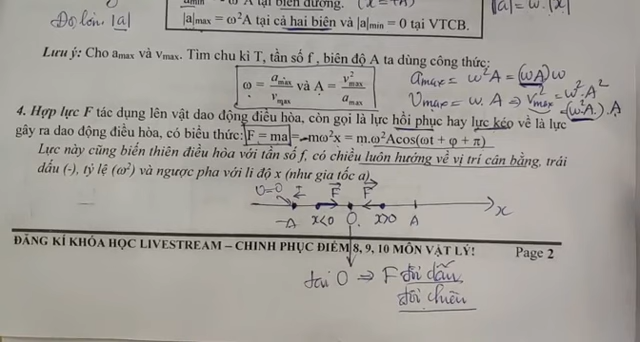 Độ lớn |a|
|a|max = ω²A tại cả hai biên và |a|min = 0 tại VTCB.
|a| = ω.|x|
Lưu ý: Cho amax và vmax. Tìm chu kì T, tần số f , biên độ A ta dùng công thức:
ω = amax/vmax và A = v²max/amax
amax = ω²A = (ωA)ω
vmax = ω.A ⇒ v²max = ω².A²
= (ω²A).A
4. Hợp lực F tác dụng lên vật dao động điều hòa, còn gọi là lực hồi phục hay lực kéo về là lực
gây ra dao động điều hòa, có biểu thức: F = ma = -mω²x = m.ω²Acos(ωt + φ + π)
Lực này cũng biến thiên điều hòa với tần số f, có chiều luôn hướng về vị trí cân bằng, trái
dấu (-), tỷ lệ (ω²) và ngược pha với li độ x (như gia tốc a).
v=0 F F
-A x<0 O x>0 A x
ĐĂNG KÍ KHÓA HỌC LIVESTREAM – CHINH PHỤC ĐIỂM 8, 9, 10 MÔN VẬT LÝ! Page 2
tại O ⇒ F đổi dấu
đổi chiều